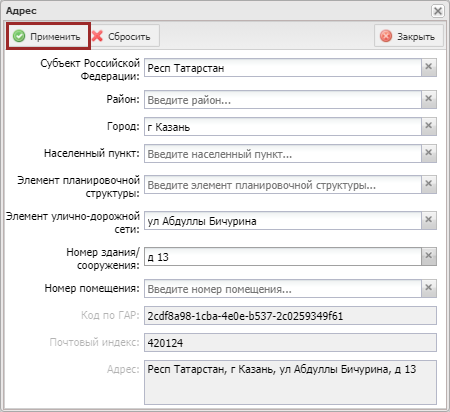 Адрес
Применить Сбросить Закрыть
Субъект Российской
Федерации: Респ Татарстан
Район: Введите район...
Город: г Казань
Населенный пункт: Введите населенный пункт...
Элемент планировочной
структуры: Введите элемент планировочной структуры...
Элемент улично-дорожной
сети: ул Абдуллы Бичурина
Номер здания/
сооружения: д 13
Номер помещения: Введите номер помещения...
Код по ГАР: 2cdf8a98-1cba-4e0e-b537-2c0259349f61
Почтовый индекс: 420124
Адрес: Респ Татарстан, г Казань, ул Абдуллы Бичурина, д 13